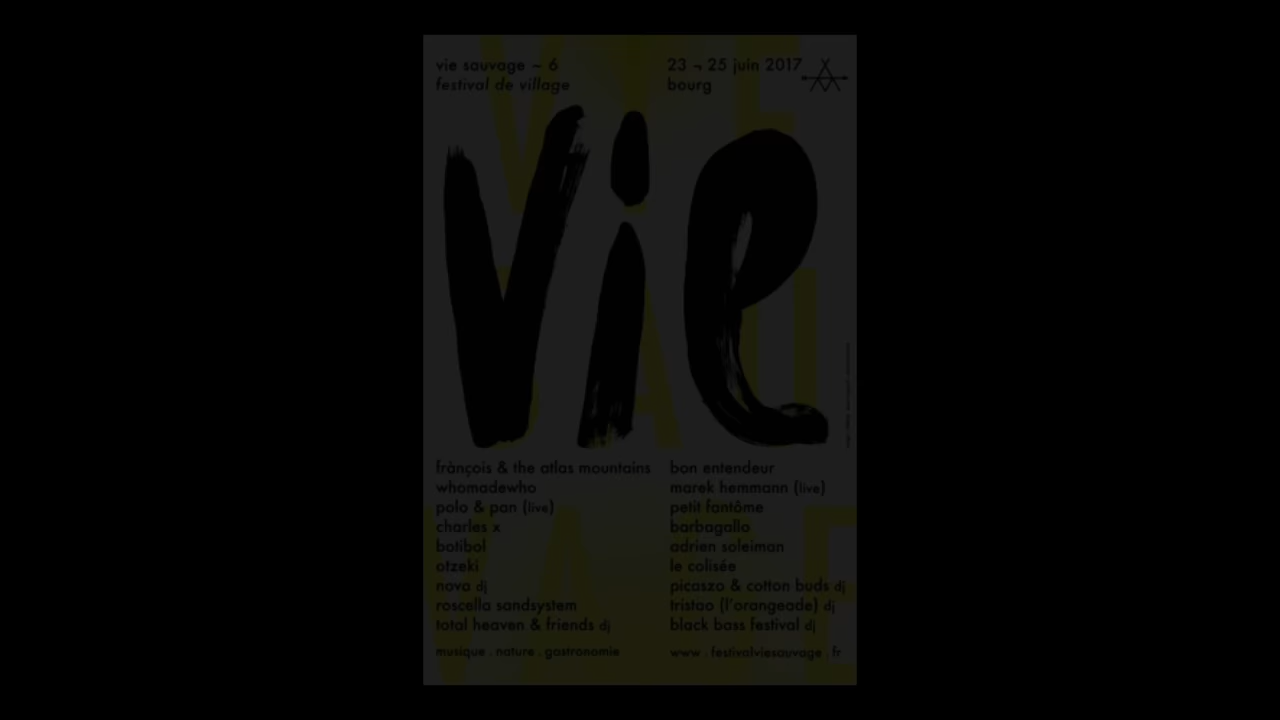 vie sauvage ~ 6
festival de village
23 ¬ 25 juin 2017
bourg
vie
frànçois & the atlas mountains
whomadewho
polo & pan (live)
charles x
botibol
otzeki
nova dj
roscella sandsystem
total heaven & friends dj
musique . nature . gastronomie
bon entendeur
marek hemmann (live)
petit fantôme
barbagallo
adrien soleiman
le colisée
picaszo & cotton buds dj
tristao (l'orangeade) dj
black bass festival dj
www . festivalviesauvage . fr